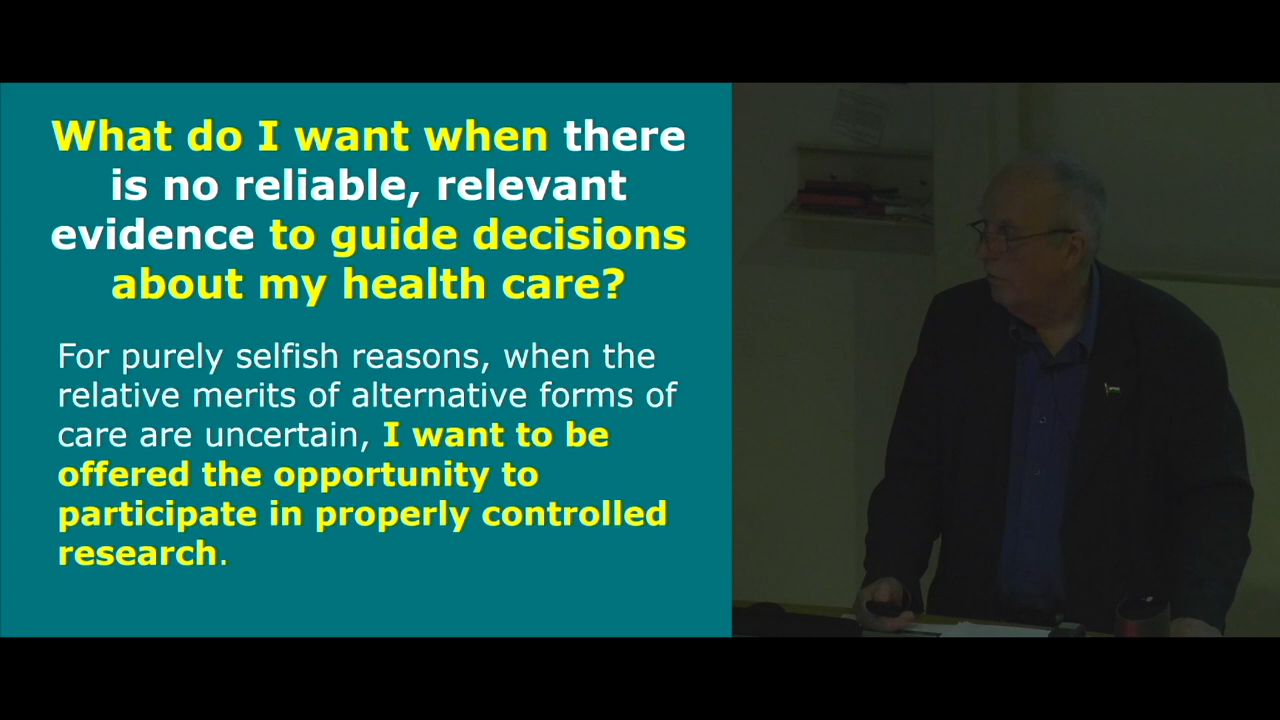 What do I want when there
is no reliable, relevant
evidence to guide decisions
about my health care?
For purely selfish reasons, when the
relative merits of alternative forms of
care are uncertain, I want to be
offered the opportunity to
participate in properly controlled
research.